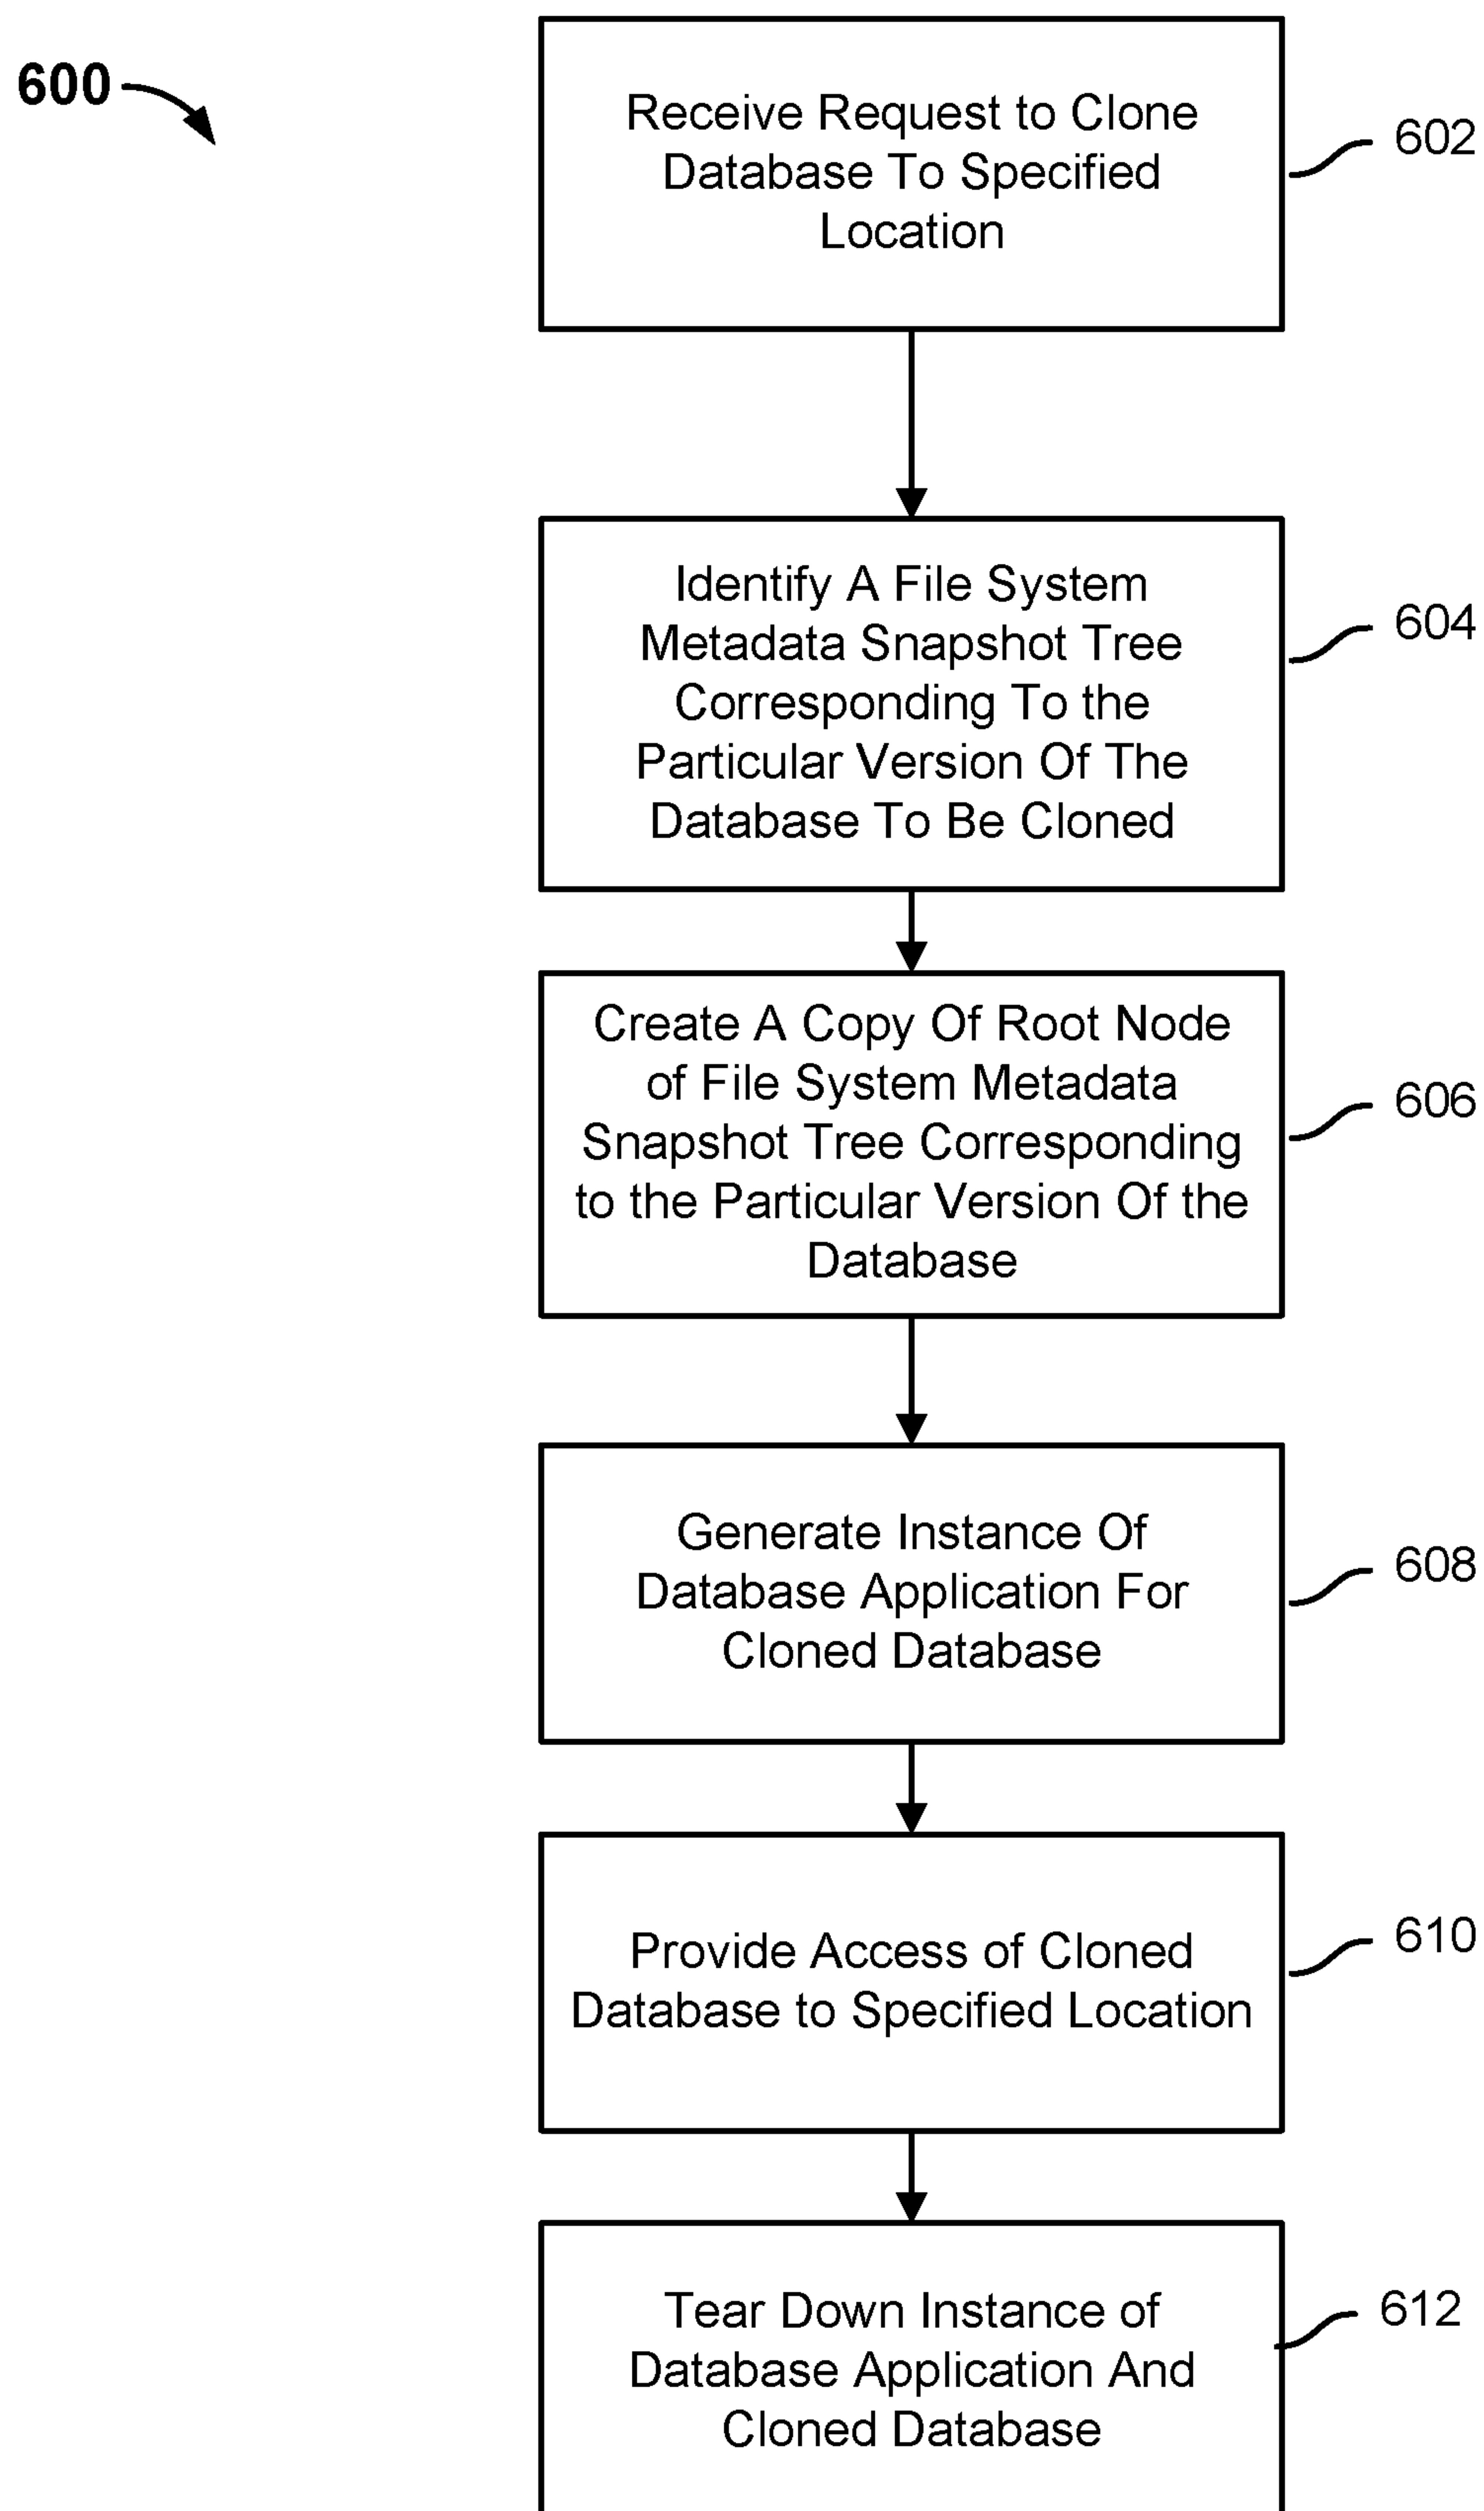 600
Receive Request to Clone
Database To Specified
Location
602
Identify A File System
Metadata Snapshot Tree
Corresponding To the
Particular Version Of The
Database To Be Cloned
604
Create A Copy Of Root Node
of File System Metadata
Snapshot Tree Corresponding
to the Particular Version Of the
Database
606
Generate Instance Of
Database Application For
Cloned Database
608
Provide Access of Cloned
Database to Specified Location
610
Tear Down Instance of
Database Application And
Cloned Database
612